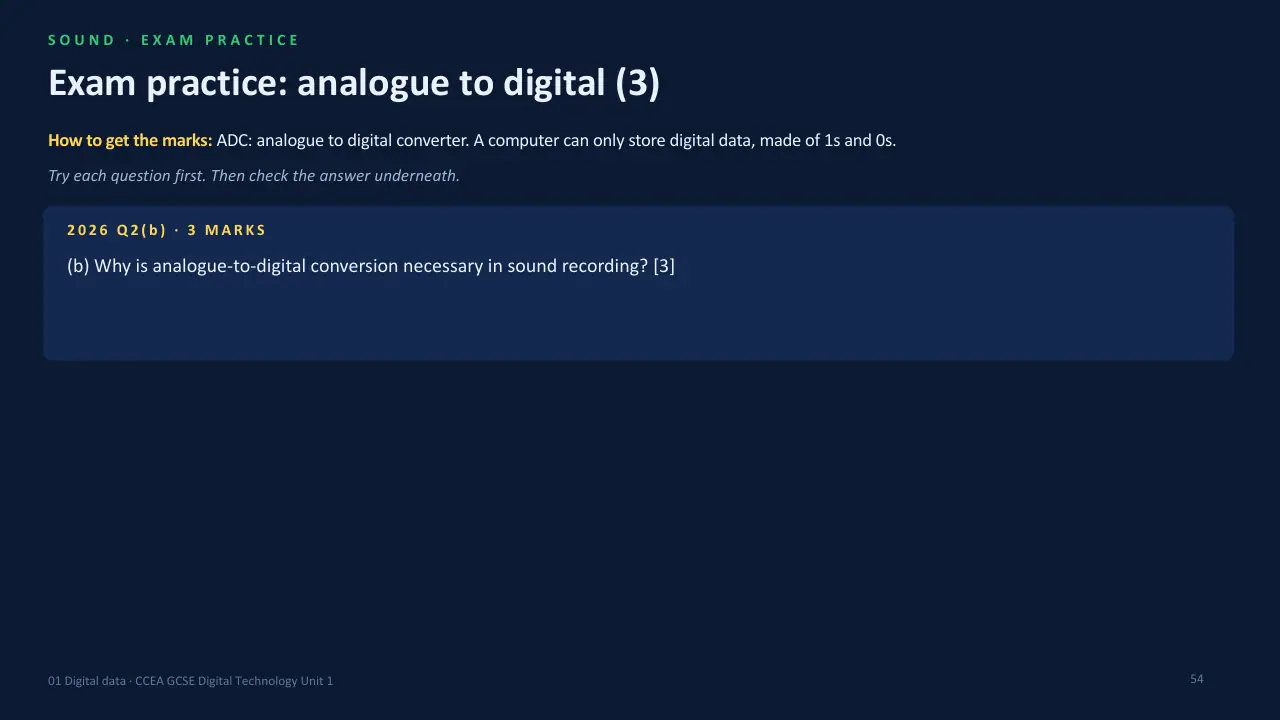 SOUND · EXAM PRACTICE
Exam practice: analogue to digital (3)
How to get the marks: ADC: analogue to digital converter. A computer can only store digital data, made of 1s and 0s.
Try each question first. Then check the answer underneath.
2026 Q2(b) · 3 MARKS
(b) Why is analogue-to-digital conversion necessary in sound recording? [3]
01 Digital data · CCEA GCSE Digital Technology Unit 1
54